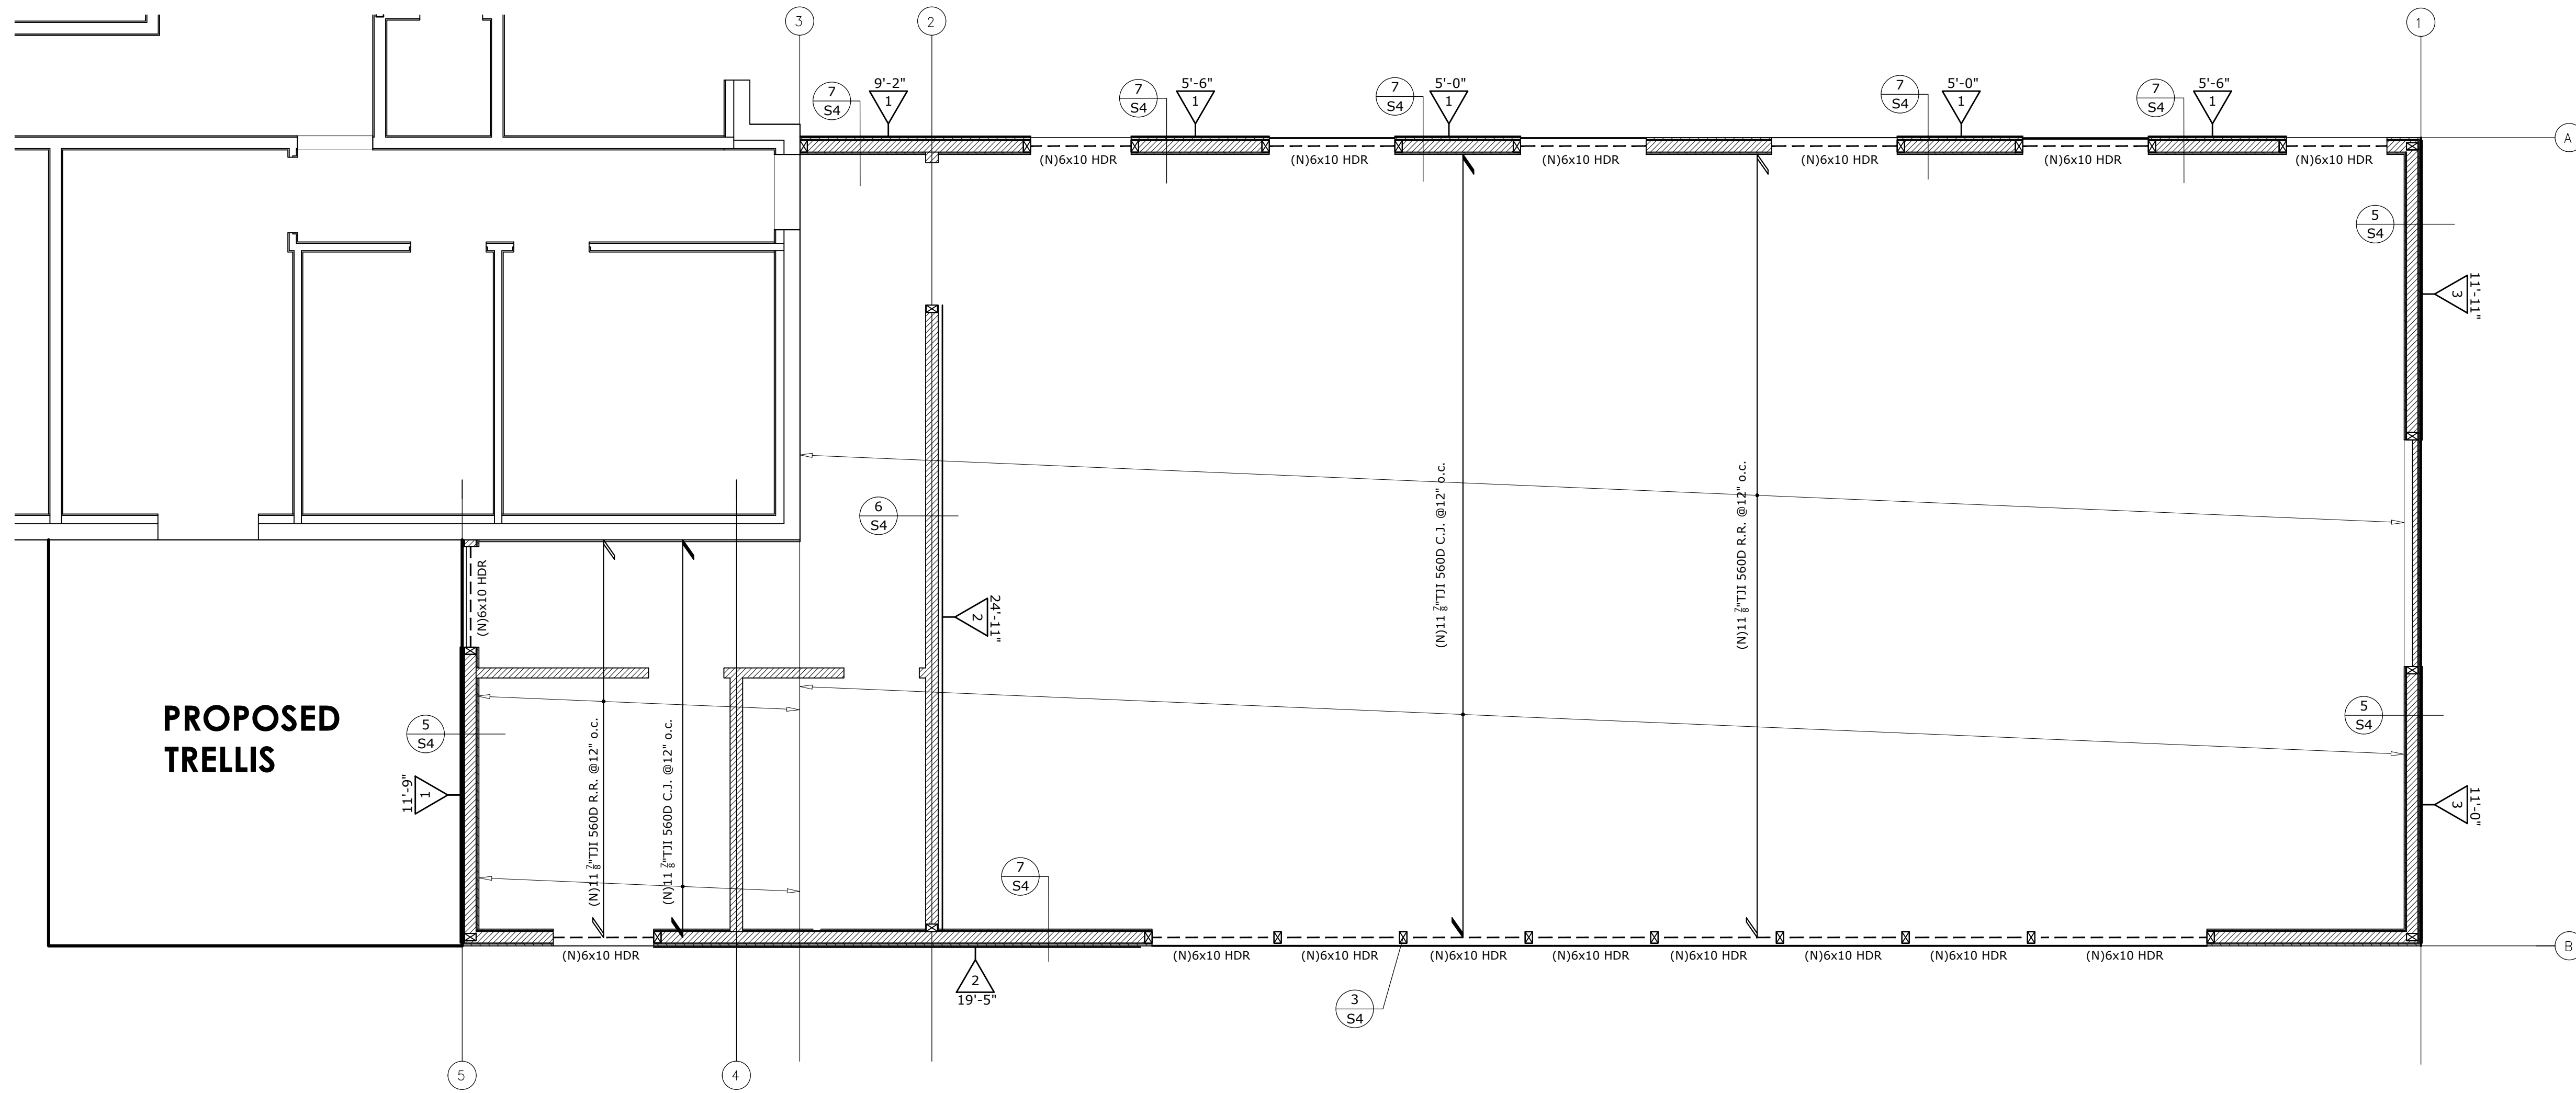 3
2
1
9'-2"
5'-6"
5'-0"
5'-0"
5'-6"
7
S4
1
7
S4
1
7
S4
1
7
S4
1
7
S4
1
A
(N)6x10 HDR
(N)6x10 HDR
(N)6x10 HDR
(N)6x10 HDR
(N)6x10 HDR
(N)6x10 HDR
5
S4
3
11'-11"
6
S4
(N)11 7/8"TJI 560D C.J. @12" o.c.
(N)11 7/8"TJI 560D R.R. @12" o.c.
(N)6x10 HDR
2
24'-11"
PROPOSED
TRELLIS
5
S4
5
S4
11'-9"
1
(N)11 7/8"TJI 560D R.R. @12" o.c.
(N)11 7/8"TJI 560D C.J. @12" o.c.
3
11'-0"
7
S4
B
(N)6x10 HDR
(N)6x10 HDR
(N)6x10 HDR
(N)6x10 HDR
(N)6x10 HDR
(N)6x10 HDR
(N)6x10 HDR
(N)6x10 HDR
(N)6x10 HDR
2
19'-5"
3
S4
5
4